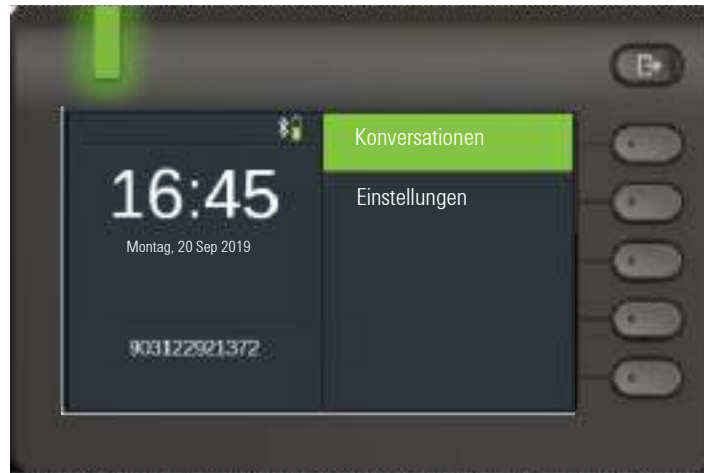 16:45
Montag, 20 Sep 2019
903122921372
Konversationen
Einstellungen